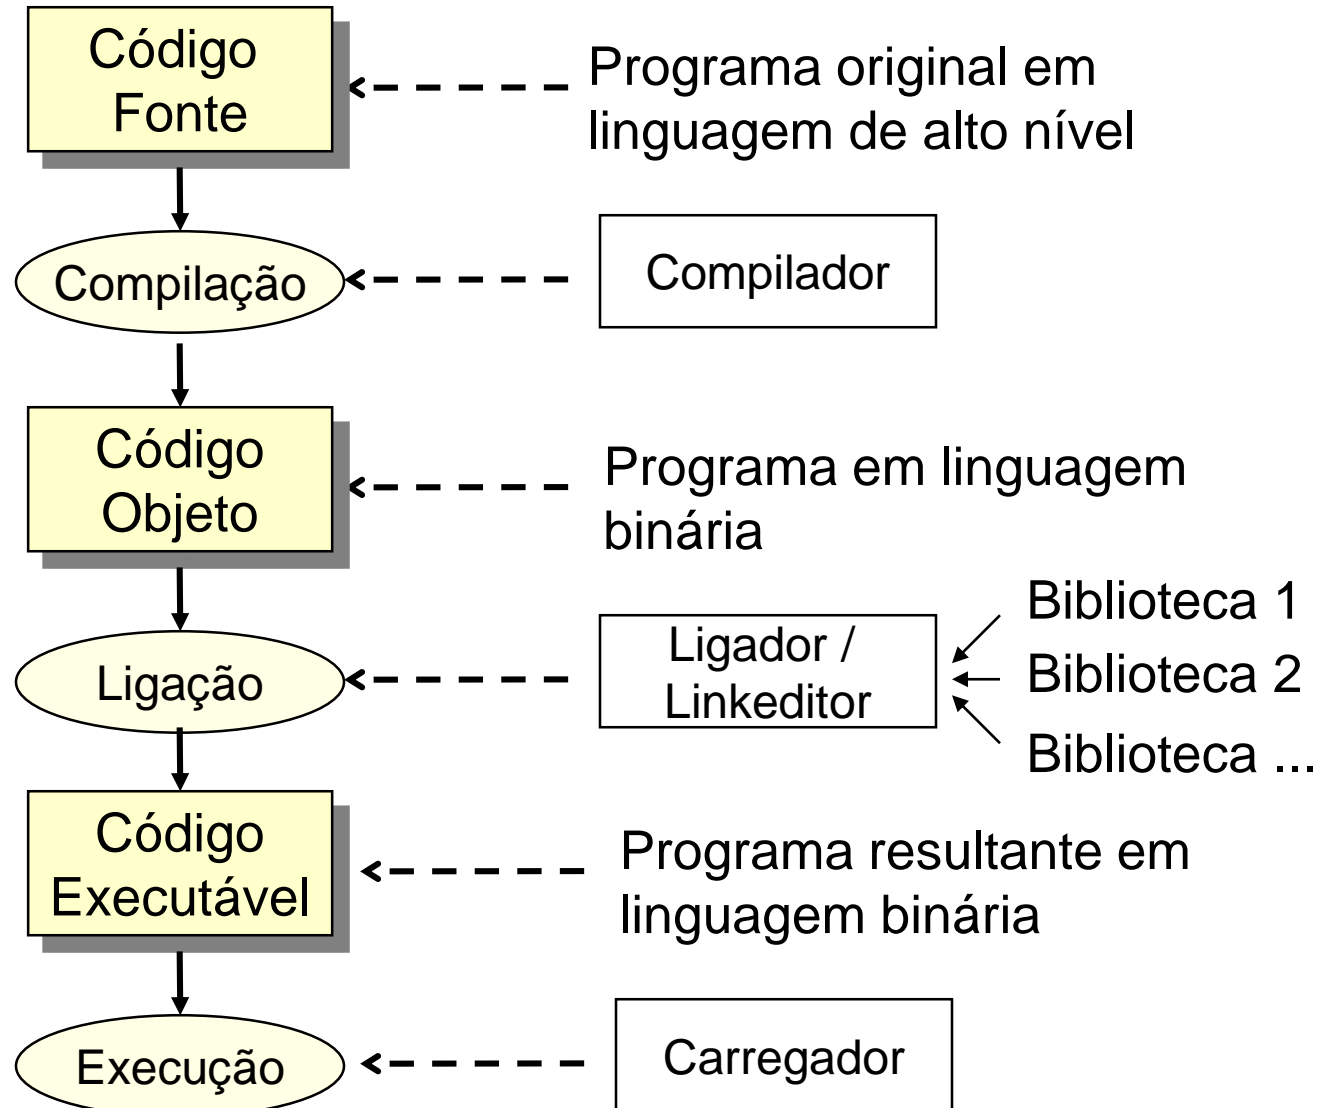 Código
Fonte
Programa original em
linguagem de alto nível
Compilação
Compilador
Código
Objeto
Programa em linguagem
binária
Ligação
Ligador /
Linkeditor
Biblioteca 1
Biblioteca 2
Biblioteca ...
Código
Executável
Programa resultante em
linguagem binária
Execução
Carregador